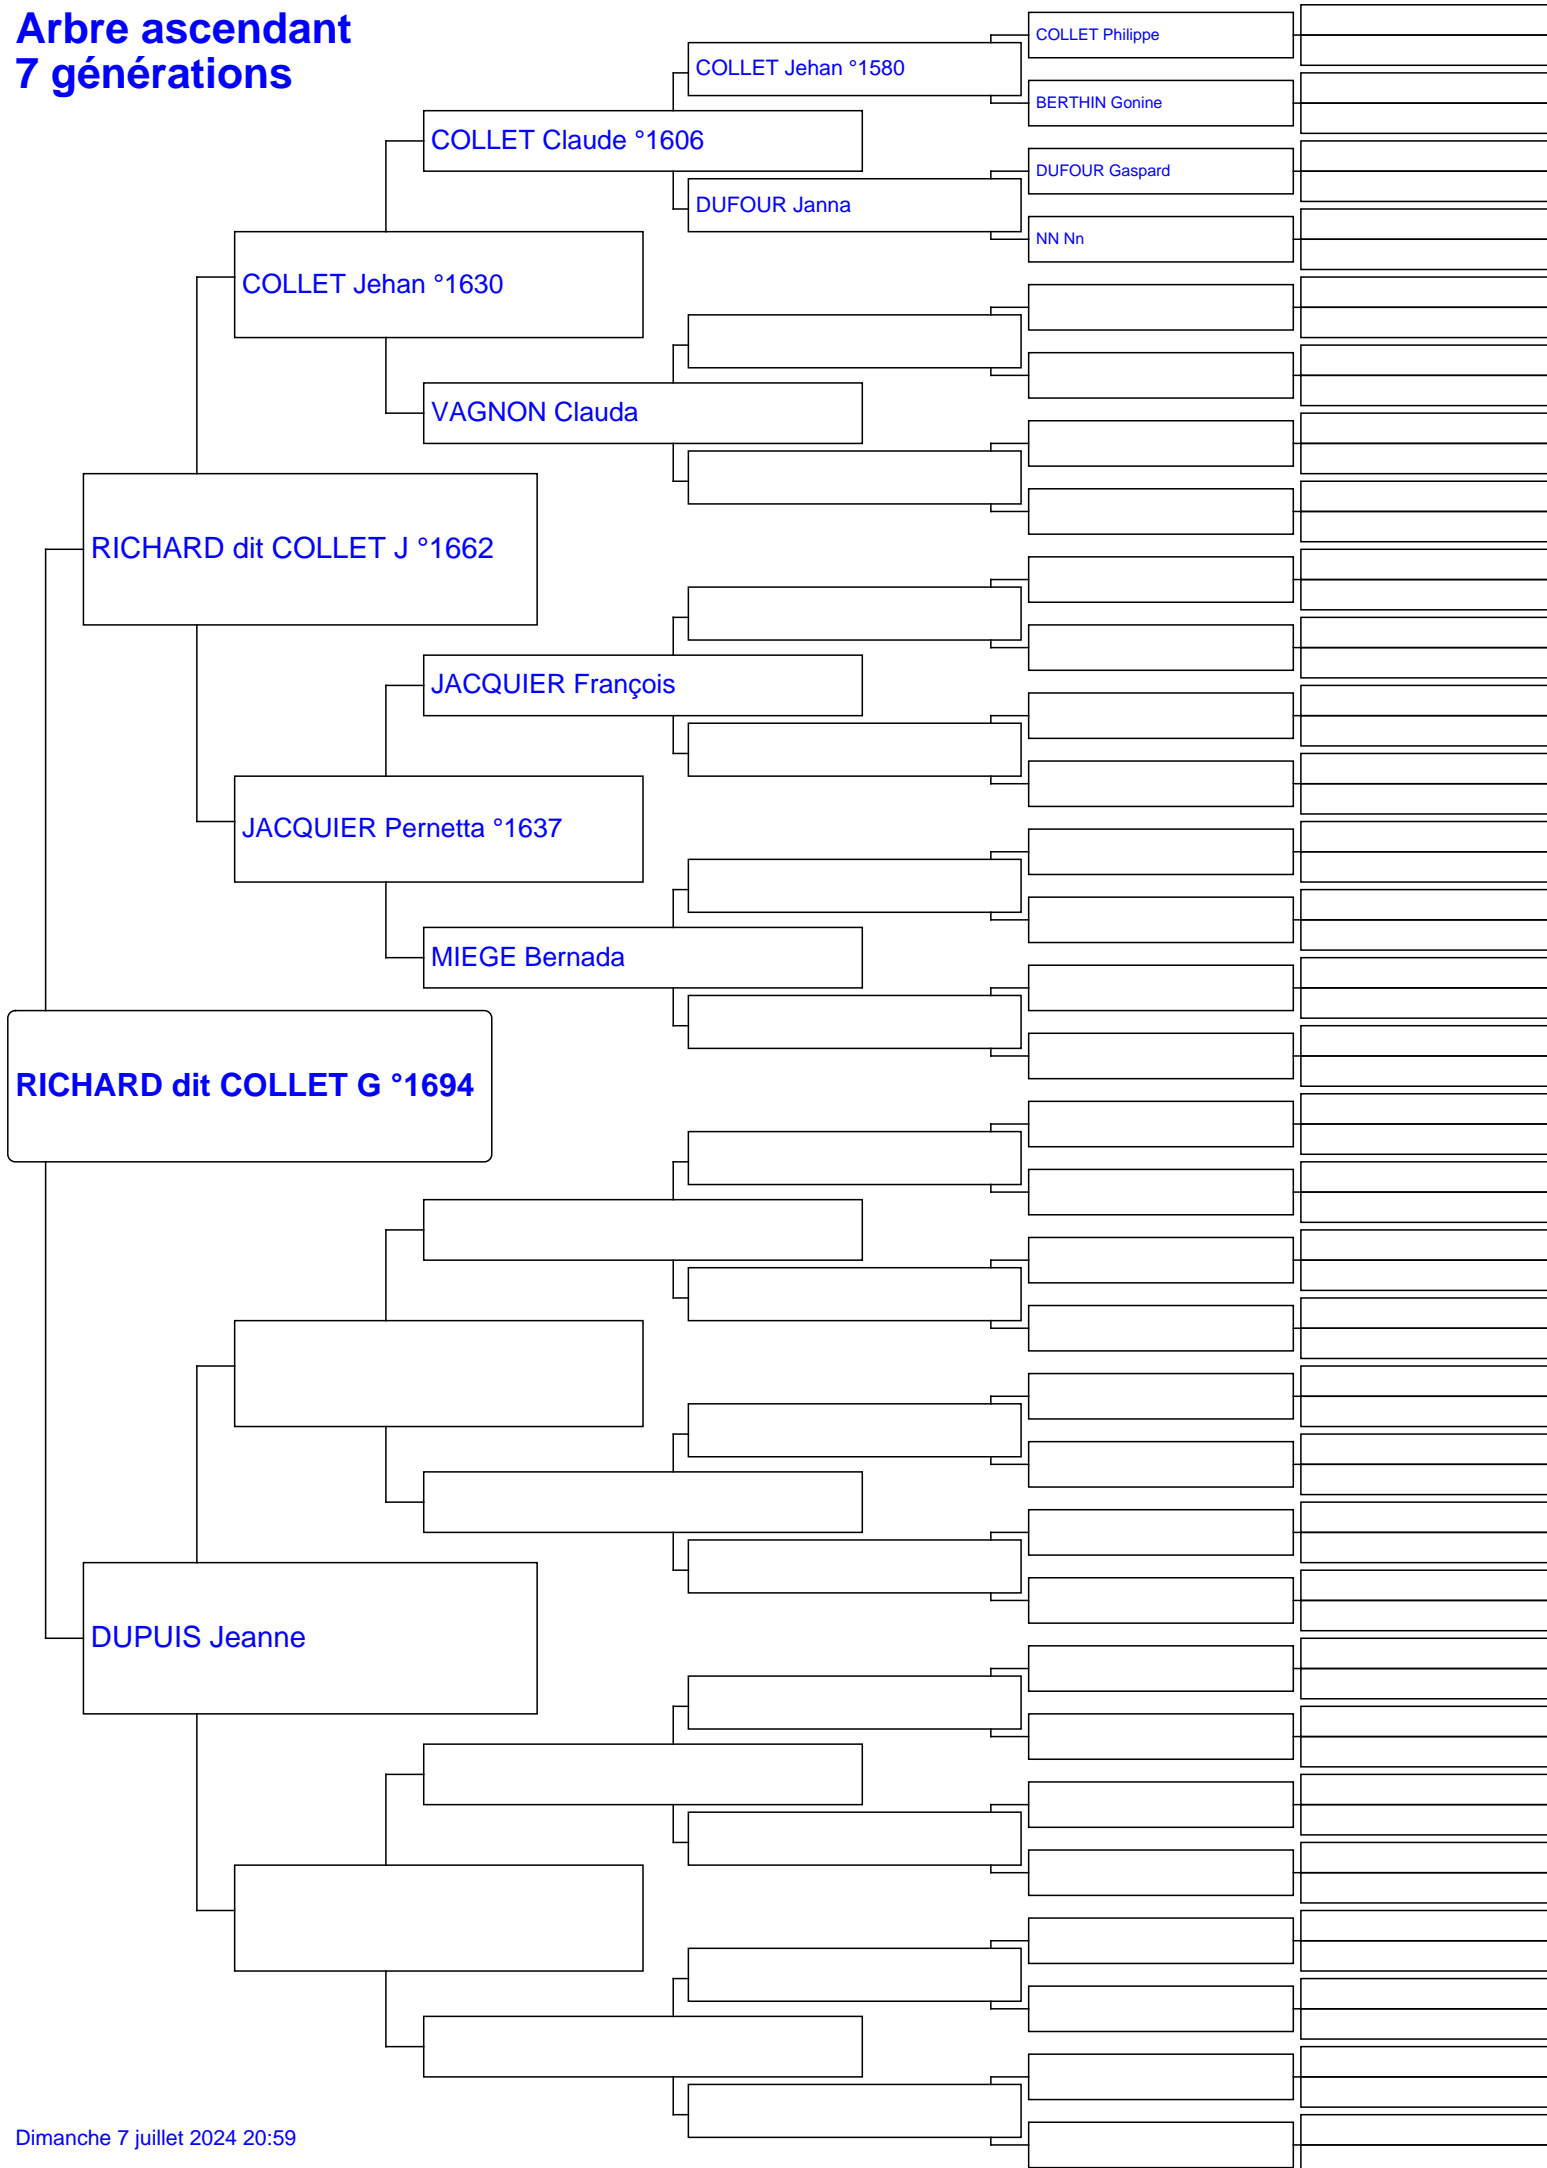 Arbre ascendant
7 générations
COLLET Philippe
COLLET Jehan °1580
BERTHIN Gonine
COLLET Claude °1606
DUFOUR Gaspard
DUFOUR Janna
NN Nn
COLLET Jehan °1630
VAGNON Clauda
RICHARD dit COLLET J °1662
JACQUIER François
JACQUIER Pernetta °1637
MIEGE Bernada
RICHARD dit COLLET G °1694
DUPUIS Jeanne
Dimanche 7 juillet 2024 20:59